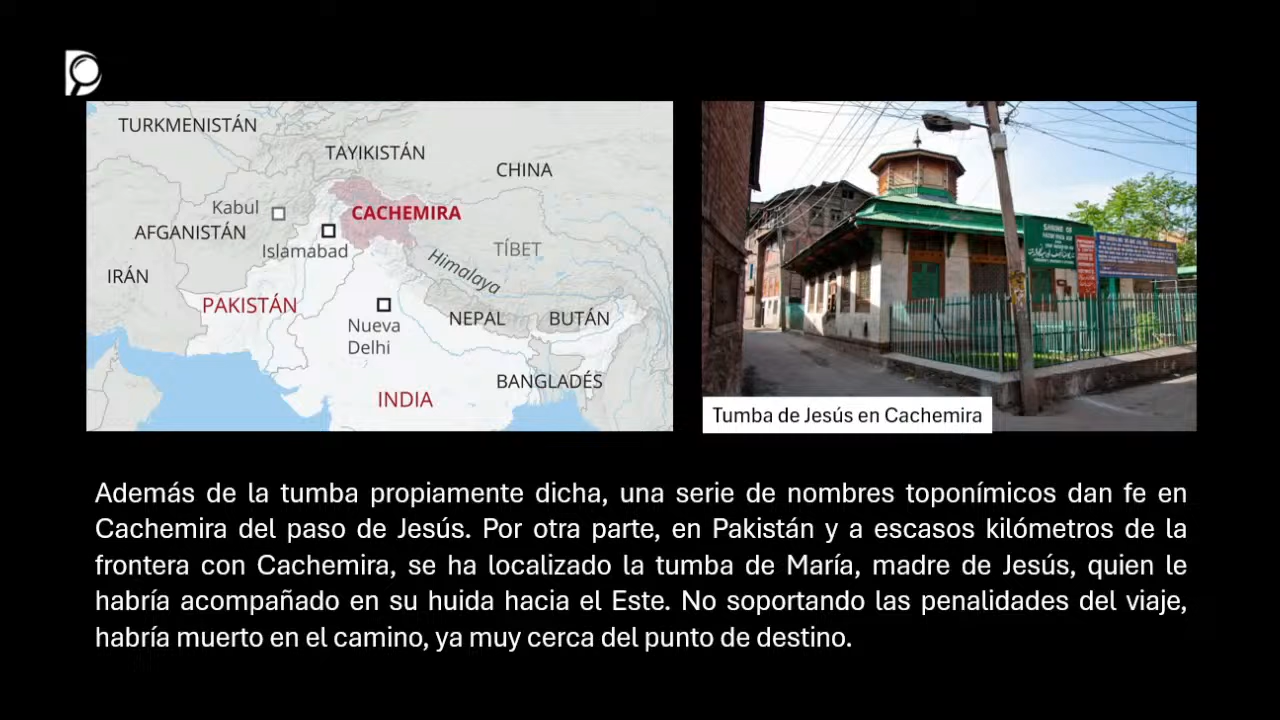 TURKMENISTÁN
TAYIKISTÁN
CHINA
Kabul
CACHEMIRA
AFGANISTÁN
Islamabad
TÍBET
IRÁN
Himalaya
PAKISTÁN
NEPAL
BUTÁN
Nueva
Delhi
BANGLADÉS
INDIA
SHRINE OF
Tumba de Jesús en Cachemira
Además de la tumba propiamente dicha, una serie de nombres toponímicos dan fe en
Cachemira del paso de Jesús. Por otra parte, en Pakistán y a escasos kilómetros de la
frontera con Cachemira, se ha localizado la tumba de María, madre de Jesús, quien le
habría acompañado en su huida hacia el Este. No soportando las penalidades del viaje,
habría muerto en el camino, ya muy cerca del punto de destino.